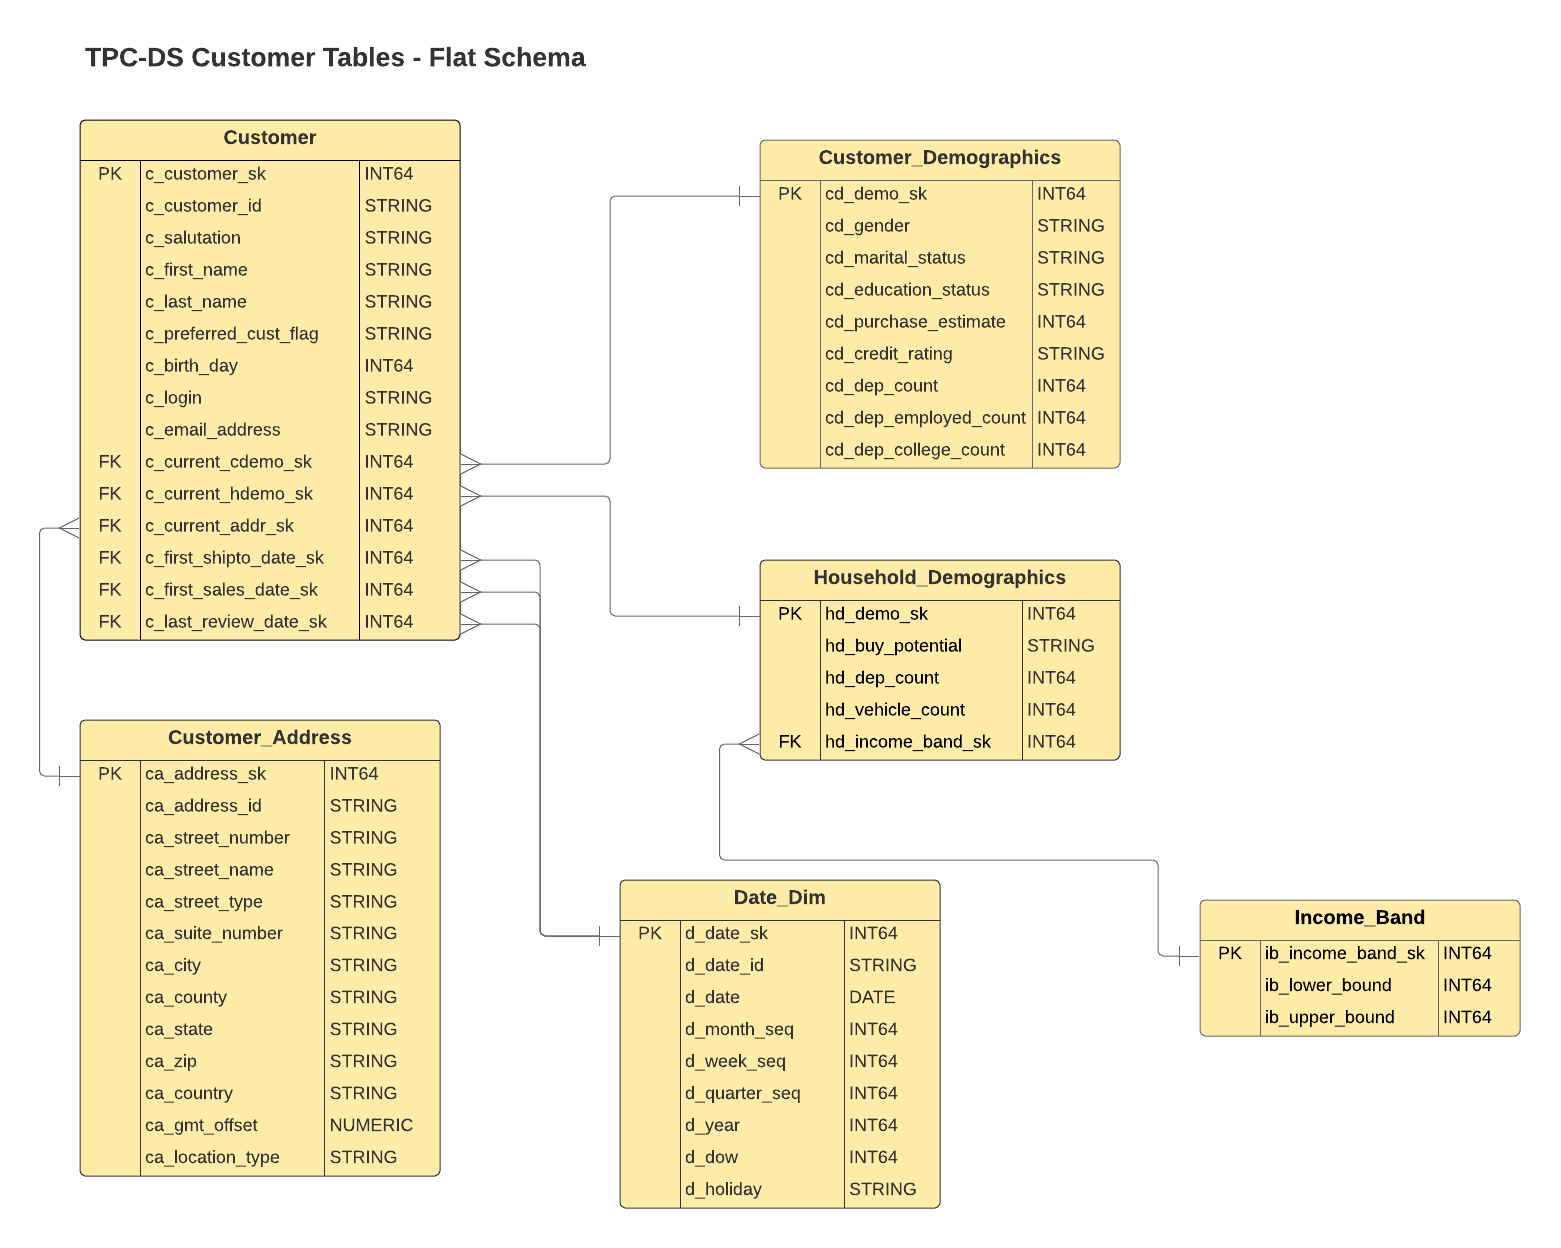 TPC-DS Customer Tables - Flat Schema
Customer
PK c_customer_sk INT64
c_customer_id STRING
c_salutation STRING
c_first_name STRING
c_last_name STRING
c_preferred_cust_flag STRING
c_birth_day INT64
c_login STRING
c_email_address STRING
FK c_current_cdemo_sk INT64
FK c_current_hdemo_sk INT64
FK c_current_addr_sk INT64
FK c_first_shipto_date_sk INT64
FK c_first_sales_date_sk INT64
FK c_last_review_date_sk INT64
Customer_Demographics
PK cd_demo_sk INT64
cd_gender STRING
cd_marital_status STRING
cd_education_status STRING
cd_purchase_estimate INT64
cd_credit_rating STRING
cd_dep_count INT64
cd_dep_employed_count INT64
cd_dep_college_count INT64
Household_Demographics
PK hd_demo_sk INT64
hd_buy_potential STRING
hd_dep_count INT64
hd_vehicle_count INT64
FK hd_income_band_sk INT64
Customer_Address
PK ca_address_sk INT64
ca_address_id STRING
ca_street_number STRING
ca_street_name STRING
ca_street_type STRING
ca_suite_number STRING
ca_city STRING
ca_county STRING
ca_state STRING
ca_zip STRING
ca_country STRING
ca_gmt_offset NUMERIC
ca_location_type STRING
Date_Dim
PK d_date_sk INT64
d_date_id STRING
d_date DATE
d_month_seq INT64
d_week_seq INT64
d_quarter_seq INT64
d_year INT64
d_dow INT64
d_holiday STRING
Income_Band
PK ib_income_band_sk INT64
ib_lower_bound INT64
ib_upper_bound INT64